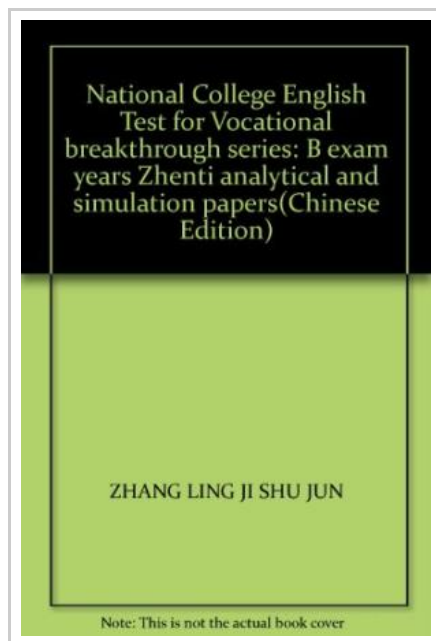 National College English
Test for Vocational
breakthrough series: B exam
years Zhenti analytical and
simulation papers(Chinese
Edition)
ZHANG LING JI SHU JUN
Note: This is not the actual book cover